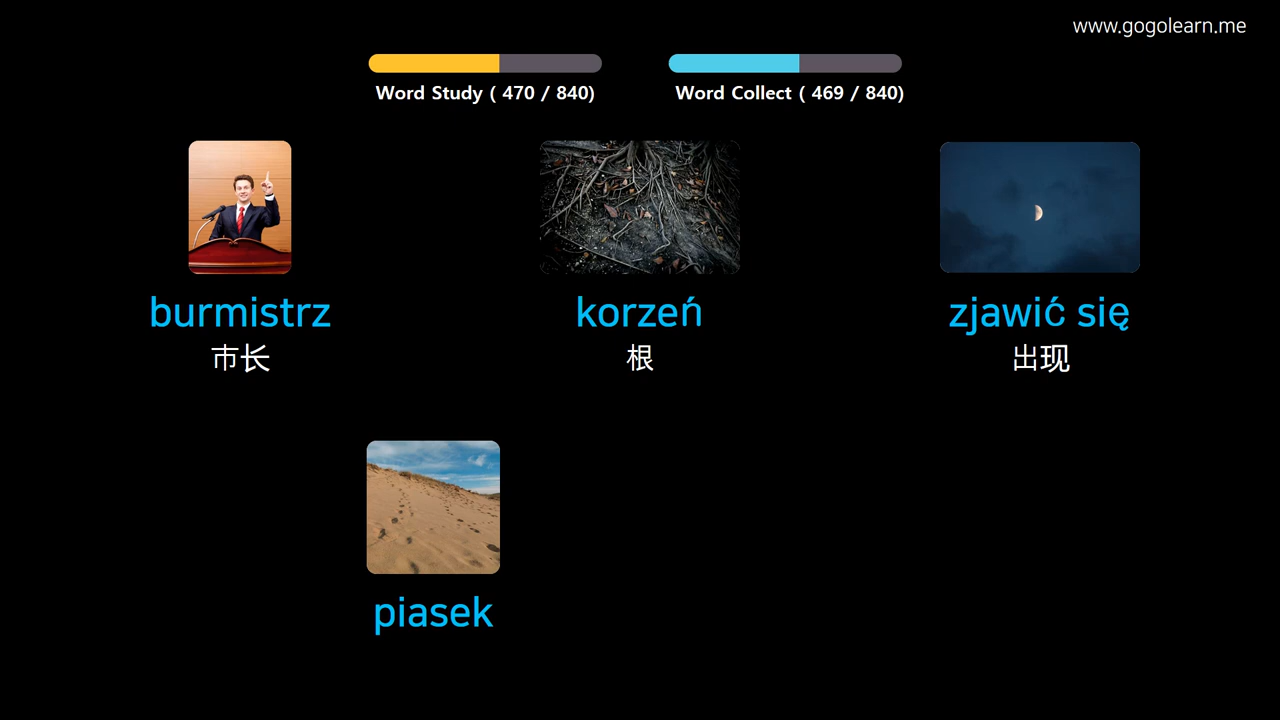 www.gogolearn.me
Word Study ( 470 / 840)
Word Collect ( 469 / 840)
burmistrz
市长
korzeń
根
zjawić się
出现
piasek